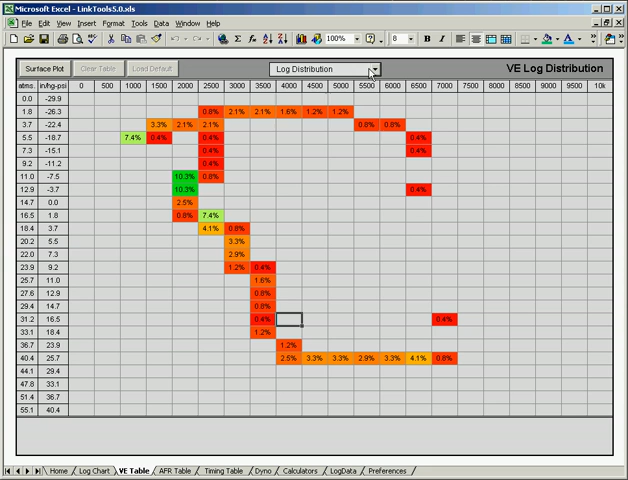 Microsoft Excel - LinkTools5.0.xls
File Edit View Insert Format Tools Data Window Help
100% 8 B I U
Surface Plot Clear Table Load Default Log Distribution VE Log Distribution
atms. in/hg-psi 0 500 1000 1500 2000 2500 3000 3500 4000 4500 5000 5500 6000 6500 7000 7500 8000 8500 9000 9500 10k
0.0 -29.9
1.8 -26.3 0.8% 2.1% 2.1% 1.6% 1.2% 1.2%
3.7 -22.4 3.3% 2.1% 2.1% 0.8% 0.8%
5.5 -18.7 7.4% 0.4% 0.4% 0.4%
7.3 -15.1 0.4% 0.4%
9.2 -11.2 0.4%
11.0 -7.5 10.3% 0.8%
12.9 -3.7 10.3% 0.4%
14.7 0.0 2.5%
16.5 1.8 0.8% 7.4%
18.4 3.7 4.1% 0.8%
20.2 5.5 3.3%
22.0 7.3 2.9%
23.9 9.2 1.2% 0.4%
25.7 11.0 1.6%
27.6 12.9 0.8%
29.4 14.7 0.8%
31.2 16.5 0.4% 0.4%
33.1 18.4 1.2%
36.7 23.9 1.2%
40.4 25.7 2.5% 3.3% 3.3% 2.9% 3.3% 4.1% 0.8%
44.1 29.4
47.8 33.1
51.4 36.7
55.1 40.4
Home Log Chart VE Table AFR Table Timing Table Dyno Calculators LogData Preferences